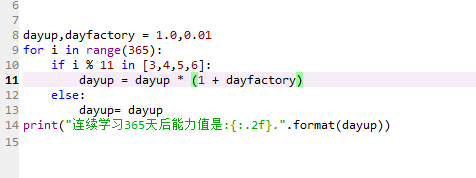 6
7
8 dayup,dayfactory = 1.0,0.01
9 for i in range(365):
10 if i % 11 in [3,4,5,6]:
11 dayup = dayup * (1 + dayfactory)
12 else:
13 dayup= dayup
14 print("连续学习365天后能力值是:{:.2f}.".format(dayup))
15